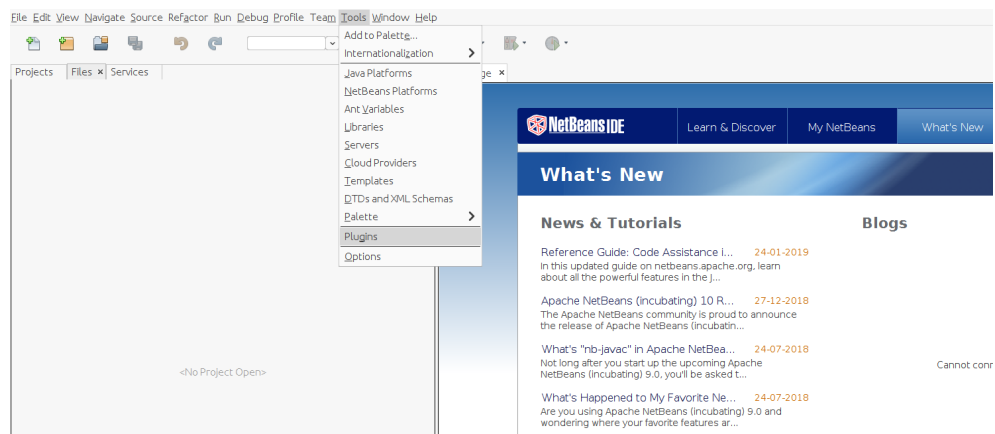 File Edit View Navigate Source Refactor Run Debug Profile Team Tools Window Help
Add to Palette...
Internationalization
Java Platforms
NetBeans Platforms
Ant Variables
Libraries
Servers
Cloud Providers
Templates
DTDs and XML Schemas
Palette
Plugins
Options
Projects Files × Services
ge ×
<No Project Open>
NetBeans IDE Learn & Discover My NetBeans What's New
What's New
News & Tutorials
Reference Guide: Code Assistance i... 24-01-2019
In this updated guide on netbeans.apache.org, learn
about all the powerful features in the J...
Apache NetBeans (incubating) 10 R... 27-12-2018
The Apache NetBeans community is proud to announce
the release of Apache NetBeans (incubatin...
What's "nb-javac" in Apache NetBea... 24-07-2018
Not long after you start up the upcoming Apache
NetBeans (incubating) 9.0, you'll be asked t...
What's Happened to My Favorite Ne... 24-07-2018
Are you using Apache NetBeans (incubating) 9.0 and
wondering where your favorite features ar...
Blogs
Cannot conn